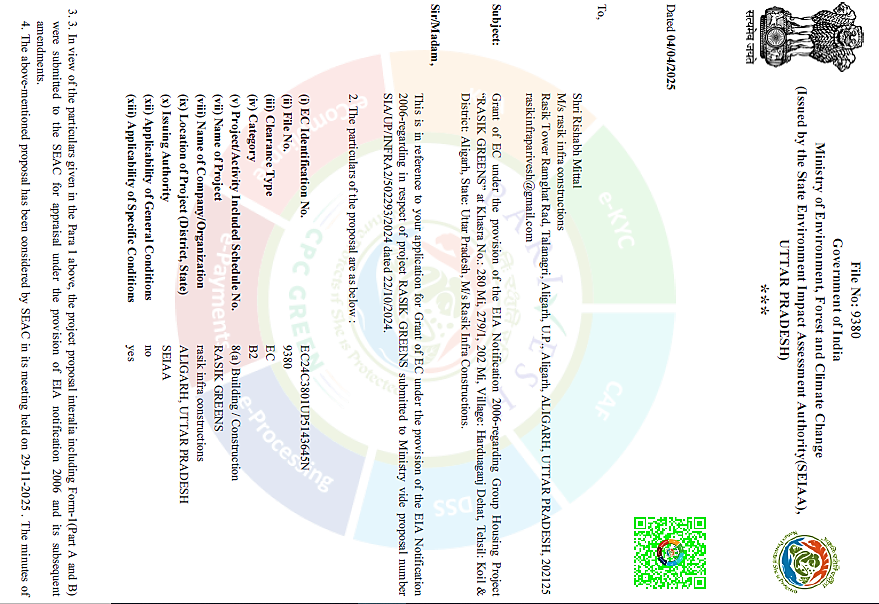 File No: 9380
Government of India
Ministry of Environment, Forest and Climate Change
(Issued by the State Environment Impact Assessment Authority(SEIAA),
UTTAR PRADESH)
***
सत्यमेव जयते
Dated 04/04/2025
To,
Shri Rishabh Mittal
M/s rasik infra constructions
Rasik Tower Ramghat Rad, Talanagri, Aligarh, U.P., Aligarh, ALIGARH, UTTAR PRADESH, 202125
rasikinfraparivesh@gmail.com
Subject: Grant of EC under the provision of the EIA Notification 2006-regarding Group Housing Project
“RASIK GREENS” at Khasra No.: 280 Mi, 279/1, 202 Mi, Village: Harduaganj Dehat, Tehsil: Koil &
District: Aligarh, State: Uttar Pradesh, M/s Rasik Infra Constructions.
Sir/Madam,
This is in reference to your application for Grant of EC under the provision of the EIA Notification
2006-regarding in respect of project RASIK GREENS submitted to Ministry vide proposal number
SIA/UP/INFRA2/502293/2024 dated 22/10/2024.
2. The particulars of the proposal are as below :
(i) EC Identification No. EC24C3801UP5143645N
(ii) File No. 9380
(iii) Clearance Type EC
(iv) Category B2
(v) Project/Activity Included Schedule No. 8(a) Building / Construction
(vii) Name of Project RASIK GREENS
(viii) Name of Company/Organization rasik infra constructions
(ix) Location of Project (District, State) ALIGARH, UTTAR PRADESH
(x) Issuing Authority SEIAA
(xii) Applicability of General Conditions no
(xiii) Applicability of Specific Conditions yes
3. 3. In view of the particulars given in the Para 1 above, the project proposal interalia including Form-1(Part A and B)
were submitted to the SEAC for appraisal under the provision of EIA notification 2006 and its subsequent
amendments.
4. The above-mentioned proposal has been considered by SEAC in its meeting held on 29-11-2025 . The minutes of
PARIVESH
CPC GREEN
e-KYC
CAF
DSS
e-Processing
e-Payment